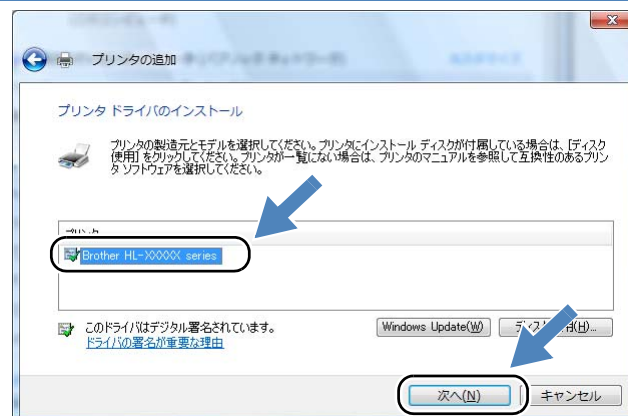 プリンタの追加
プリンタ ドライバのインストール
プリンタの製造元とモデルを選択してください。プリンタにインストール ディスクが付属している場合は、[ディスク
使用] をクリックしてください。プリンタが一覧にない場合は、プリンタのマニュアルを参照して互換性のあるプリン
タ ソフトウェアを選択してください。
プリンタ
Brother HL-XXXXX series
このドライバはデジタル署名されています。
ドライバの署名が重要な理由
Windows Update(W)
次へ(N)
キャンセル